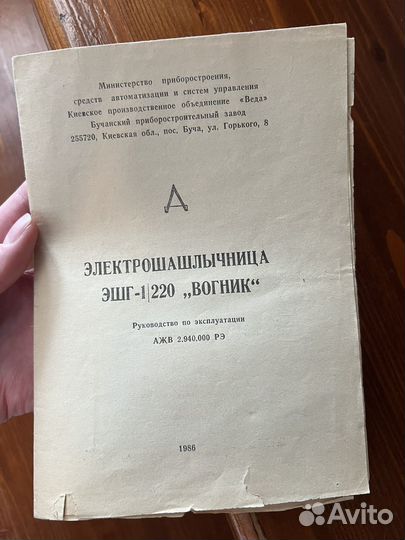 Министерство приборостроения,
средств автоматизации и систем управления
Киевское производственное объединение «Веда»
Бучанский приборостроительный завод
255720, Киевская обл., пос. Буча, ул. Горького, 8
ЭЛЕКТРОШАШЛЫЧНИЦА
ЭШГ-1|220 „ВОГНИК“
Руководство по эксплуатации
АЖВ 2.940.000 РЭ
1986
Avito